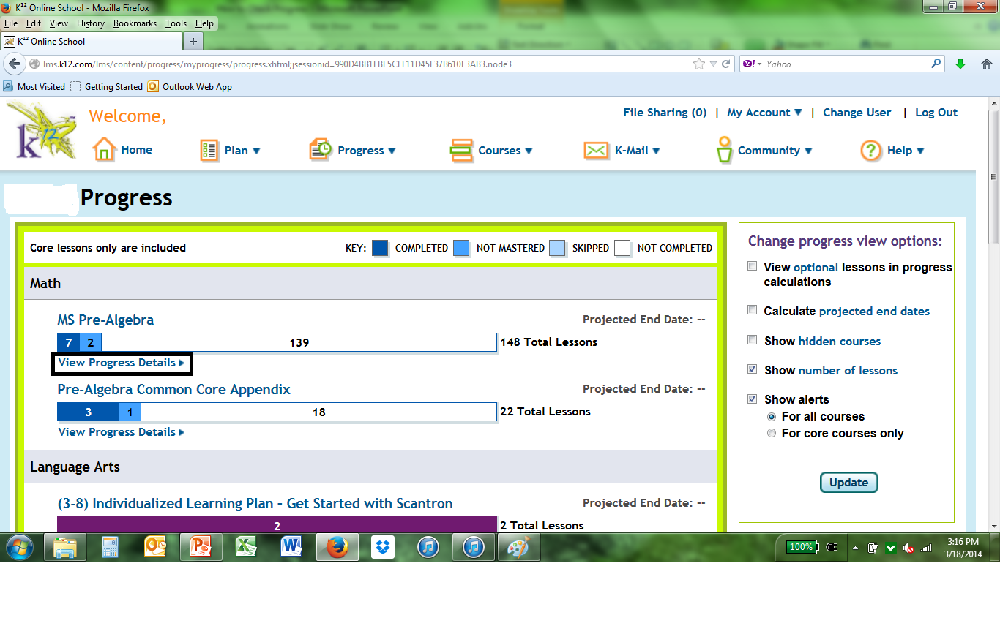 K¹² Online School - Mozilla Firefox
File Edit View History Bookmarks Tools Help
K¹² Online School
lms.k12.com/lms/content/progress/myprogress/progress.xhtml;jsessionid=990D4BB1EBE5CEE11D45F37B610F3AB3.node3
Yahoo
Most Visited Getting Started Outlook Web App
k12
Welcome,
File Sharing (0) | My Account | Change User | Log Out
Home Plan Progress Courses K-Mail Community Help
Progress
Core lessons only are included
KEY: COMPLETED NOT MASTERED SKIPPED NOT COMPLETED
Math
MS Pre-Algebra
Projected End Date: --
7 2 139 148 Total Lessons
View Progress Details
Pre-Algebra Common Core Appendix
Projected End Date: --
3 1 18 22 Total Lessons
View Progress Details
Language Arts
(3-8) Individualized Learning Plan - Get Started with Scantron
Projected End Date: --
2 2 Total Lessons
Change progress view options:
View optional lessons in progress
calculations
Calculate projected end dates
Show hidden courses
Show number of lessons
Show alerts
For all courses
For core courses only
Update
100%
3:16 PM
3/18/2014